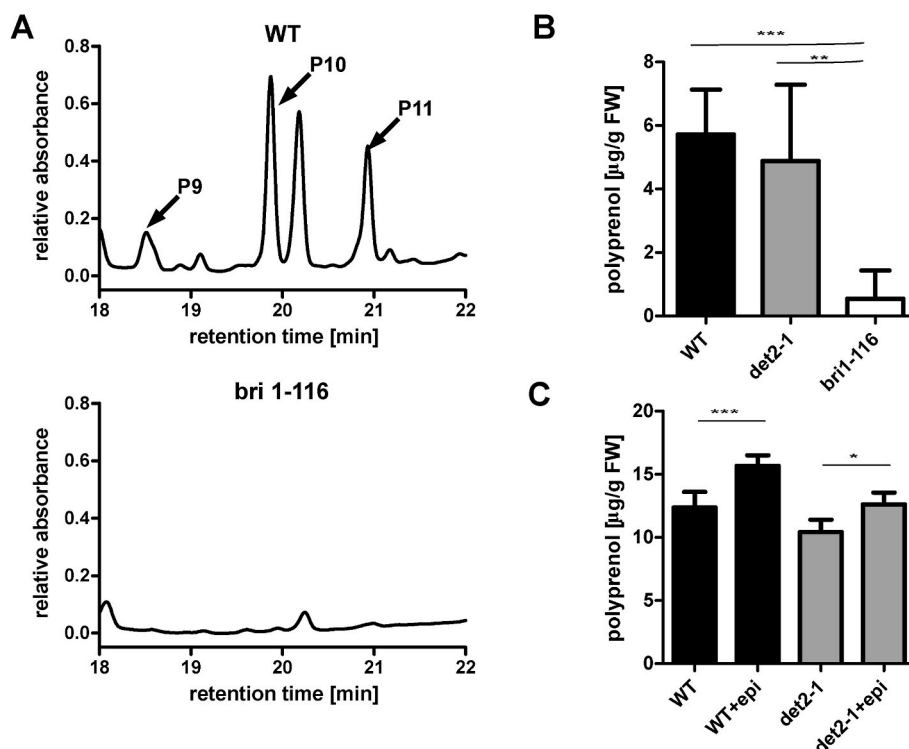 A
WT
relative absorbance
0.8
0.6
0.4
0.2
0.0
P9
P10
P11
18 19 20 21 22
retention time [min]
bri 1-116
relative absorbance
0.8
0.6
0.4
0.2
0.0
18 19 20 21 22
retention time [min]
B
***
**
polyprenol [µg/g FW]
8
6
4
2
0
WT det2-1 bri1-116
C
***
*
polyprenol [µg/g FW]
20
15
10
5
0
WT WT+epi det2-1 det2-1+epi